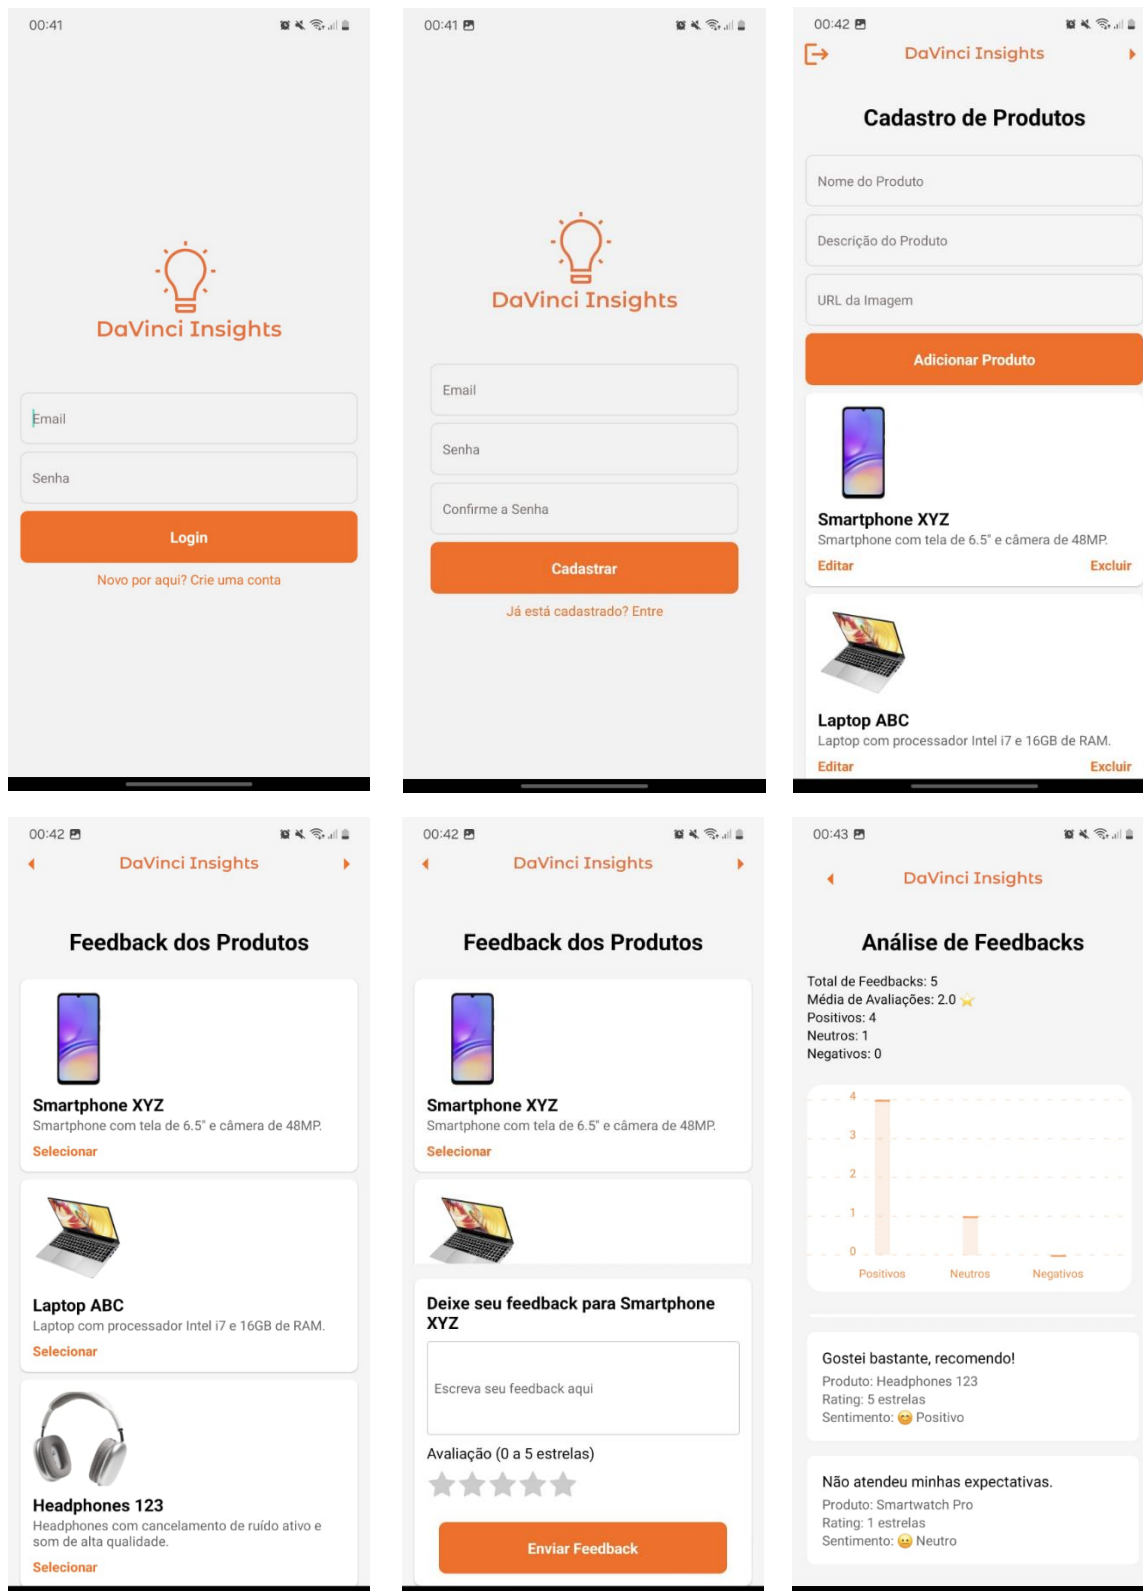 00:41
DaVinci Insights
Email
Senha
Login
Novo por aqui? Crie uma conta
00:41
DaVinci Insights
Email
Senha
Confirme a Senha
Cadastrar
Já está cadastrado? Entre
00:42
DaVinci Insights
Cadastro de Produtos
Nome do Produto
Descrição do Produto
URL da Imagem
Adicionar Produto
Smartphone XYZ
Smartphone com tela de 6.5" e câmera de 48MP.
Editar Excluir
Laptop ABC
Laptop com processador Intel i7 e 16GB de RAM.
Editar Excluir
00:42
DaVinci Insights
Feedback dos Produtos
Smartphone XYZ
Smartphone com tela de 6.5" e câmera de 48MP.
Selecionar
Laptop ABC
Laptop com processador Intel i7 e 16GB de RAM.
Selecionar
Headphones 123
Headphones com cancelamento de ruído ativo e
som de alta qualidade.
Selecionar
00:42
DaVinci Insights
Feedback dos Produtos
Smartphone XYZ
Smartphone com tela de 6.5" e câmera de 48MP.
Selecionar
Deixe seu feedback para Smartphone
XYZ
Escreva seu feedback aqui
Avaliação (0 a 5 estrelas)
Enviar Feedback
00:43
DaVinci Insights
Análise de Feedbacks
Total de Feedbacks: 5
Média de Avaliações: 2.0 ⭐
Positivos: 4
Neutros: 1
Negativos: 0
4
3
2
1
0
Positivos Neutros Negativos
Gostei bastante, recomendo!
Produto: Headphones 123
Rating: 5 estrelas
Sentimento: 😊 Positivo
Não atendeu minhas expectativas.
Produto: Smartwatch Pro
Rating: 1 estrelas
Sentimento: 😐 Neutro